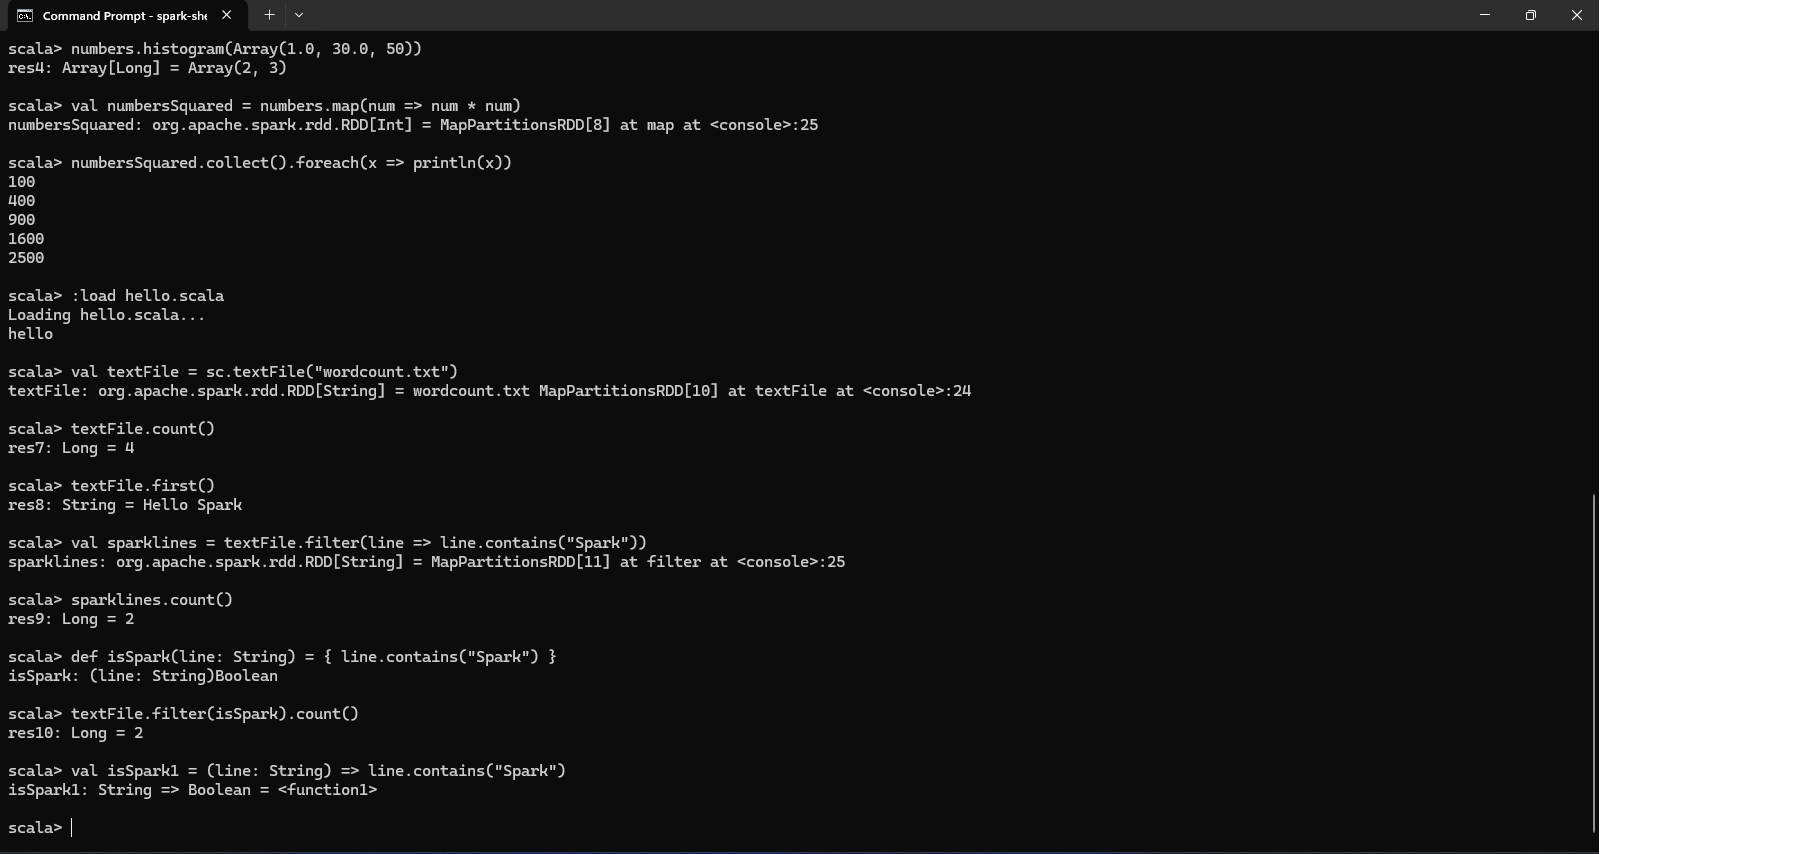 Command Prompt - spark-she
scala> numbers.histogram(Array(1.0, 30.0, 50))
res4: Array[Long] = Array(2, 3)
scala> val numbersSquared = numbers.map(num => num * num)
numbersSquared: org.apache.spark.rdd.RDD[Int] = MapPartitionsRDD[8] at map at <console>:25
scala> numbersSquared.collect().foreach(x => println(x))
100
400
900
1600
2500
scala> :load hello.scala
Loading hello.scala...
hello
scala> val textFile = sc.textFile("wordcount.txt")
textFile: org.apache.spark.rdd.RDD[String] = wordcount.txt MapPartitionsRDD[10] at textFile at <console>:24
scala> textFile.count()
res7: Long = 4
scala> textFile.first()
res8: String = Hello Spark
scala> val sparklines = textFile.filter(line => line.contains("Spark"))
sparklines: org.apache.spark.rdd.RDD[String] = MapPartitionsRDD[11] at filter at <console>:25
scala> sparklines.count()
res9: Long = 2
scala> def isSpark(line: String) = { line.contains("Spark") }
isSpark: (line: String)Boolean
scala> textFile.filter(isSpark).count()
res10: Long = 2
scala> val isSpark1 = (line: String) => line.contains("Spark")
isSpark1: String => Boolean = <function1>
scala>